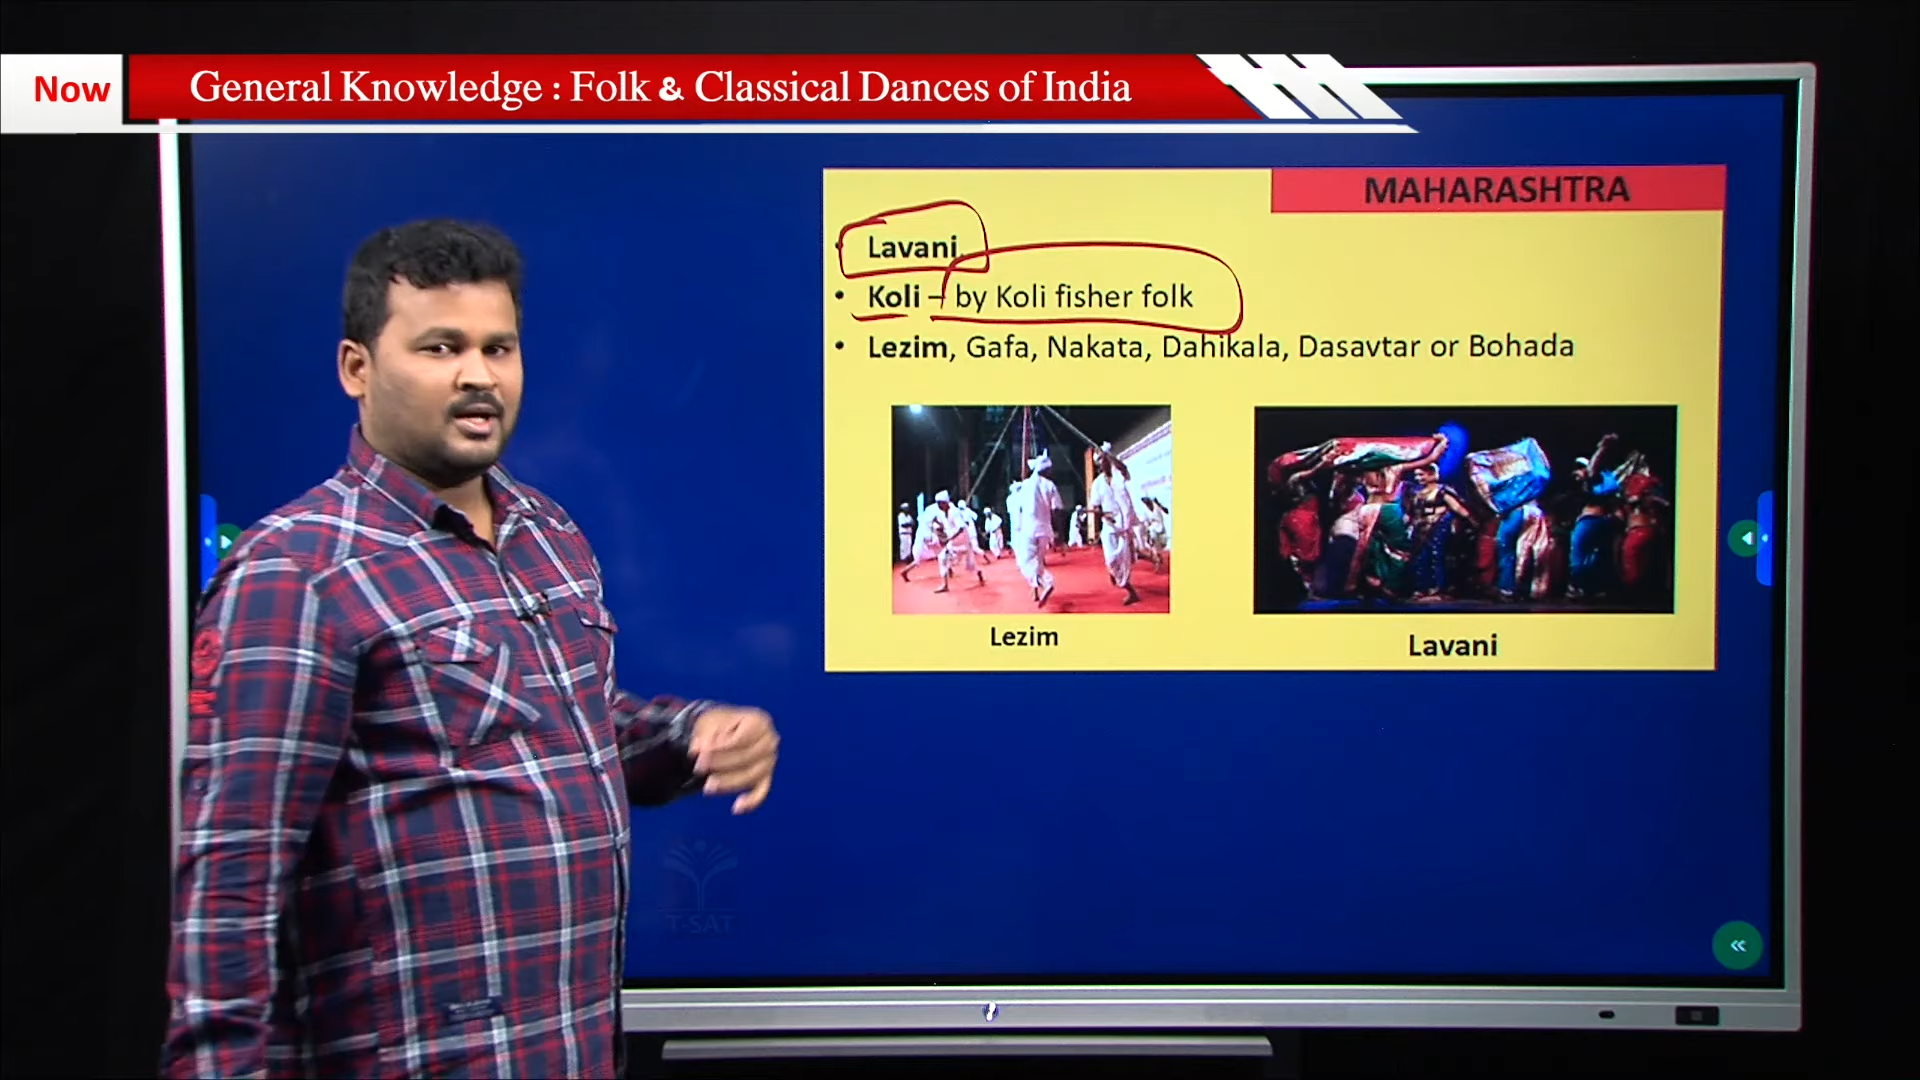 Now
General Knowledge : Folk & Classical Dances of India
MAHARASHTRA
• Lavani
• Koli – by Koli fisher folk
• Lezim, Gafa, Nakata, Dahikala, Dasavtar or Bohada
Lezim
Lavani
T-SAT